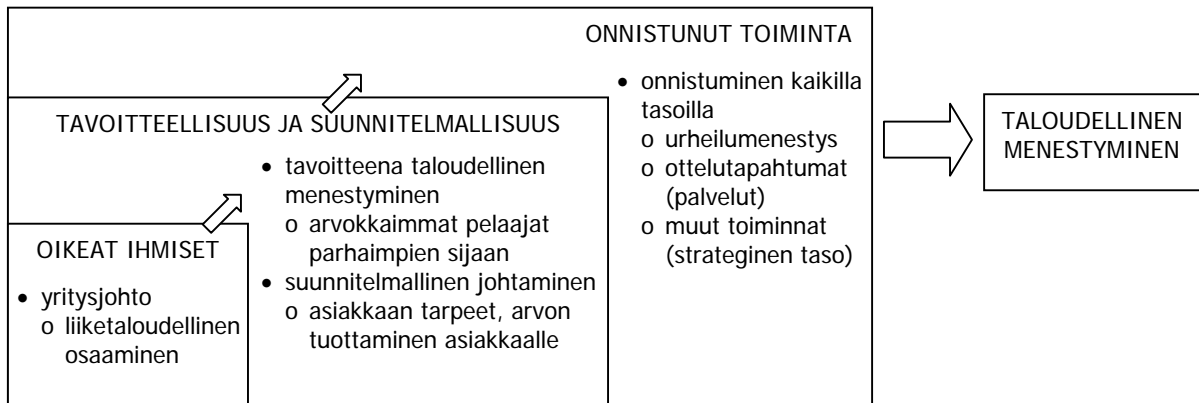 ONNISTUNUT TOIMINTA
• onnistuminen kaikilla
tasoilla
o urheilumenestys
o ottelutapahtumat
(palvelut)
o muut toiminnat
(strateginen taso)
TAVOITTEELLISUUS JA SUUNNITELMALLISUUS
• tavoitteena taloudellinen
menestyminen
o arvokkaimmat pelaajat
parhaimpien sijaan
• suunnitelmallinen johtaminen
o asiakkaan tarpeet, arvon
tuottaminen asiakkaalle
OIKEAT IHMISET
• yritysjohto
o liiketaloudellinen
osaaminen
TALOUDELLINEN
MENESTYMINEN